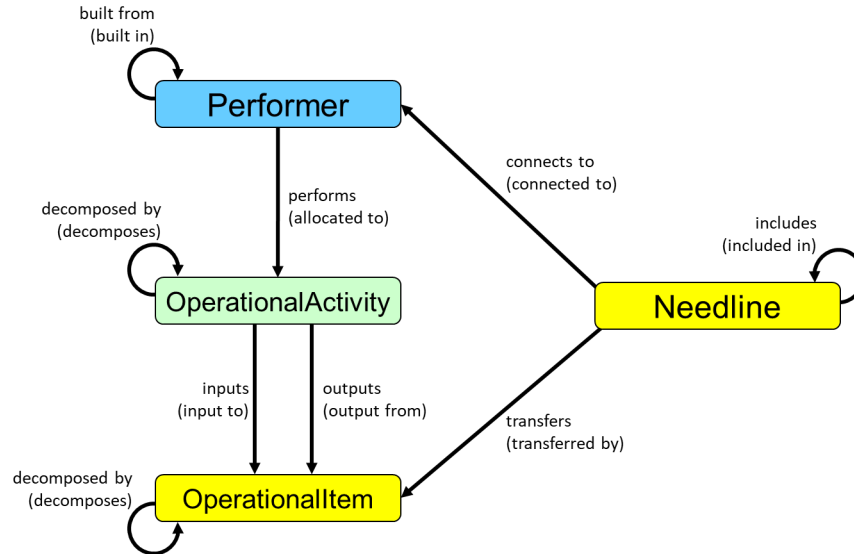 built from
(built in)
Performer
connects to
(connected to)
performs
(allocated to)
decomposed by
(decomposes)
includes
(included in)
OperationalActivity
Needline
inputs
(input to)
outputs
(output from)
transfers
(transferred by)
decomposed by
(decomposes)
OperationalItem